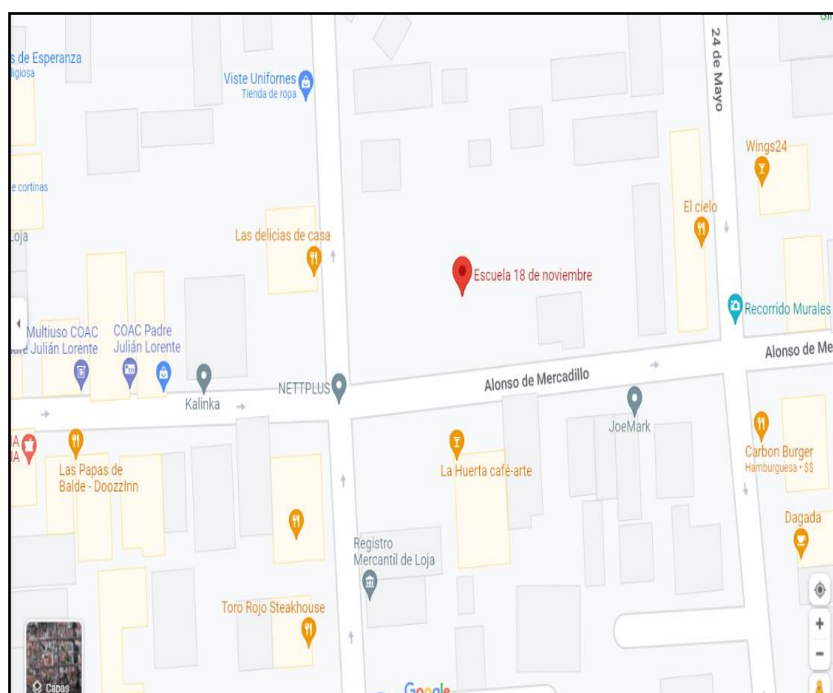 s de Esperanza
ligiosa
Viste Unifornes
Tienda de ropa
24 de Mayo
Wings24
e cortinas
Loja
Las delicias de casa
El cielo
Escuela 18 de noviembre
Recorrido Murales
Multiuso COAC
dre Julián Lorente
COAC Padre
Julián Lorente
Alonso de Me
Kalinka
NETTPLUS
Alonso de Mercadillo
JoeMark
A
IA
Las Papas de
Balde - DoozzInn
La Huerta café-arte
Carbon Burger
Hamburguesa • $$
Dagada
Registro
Mercantil de Loja
Toro Rojo Steakhouse
Capas
Google